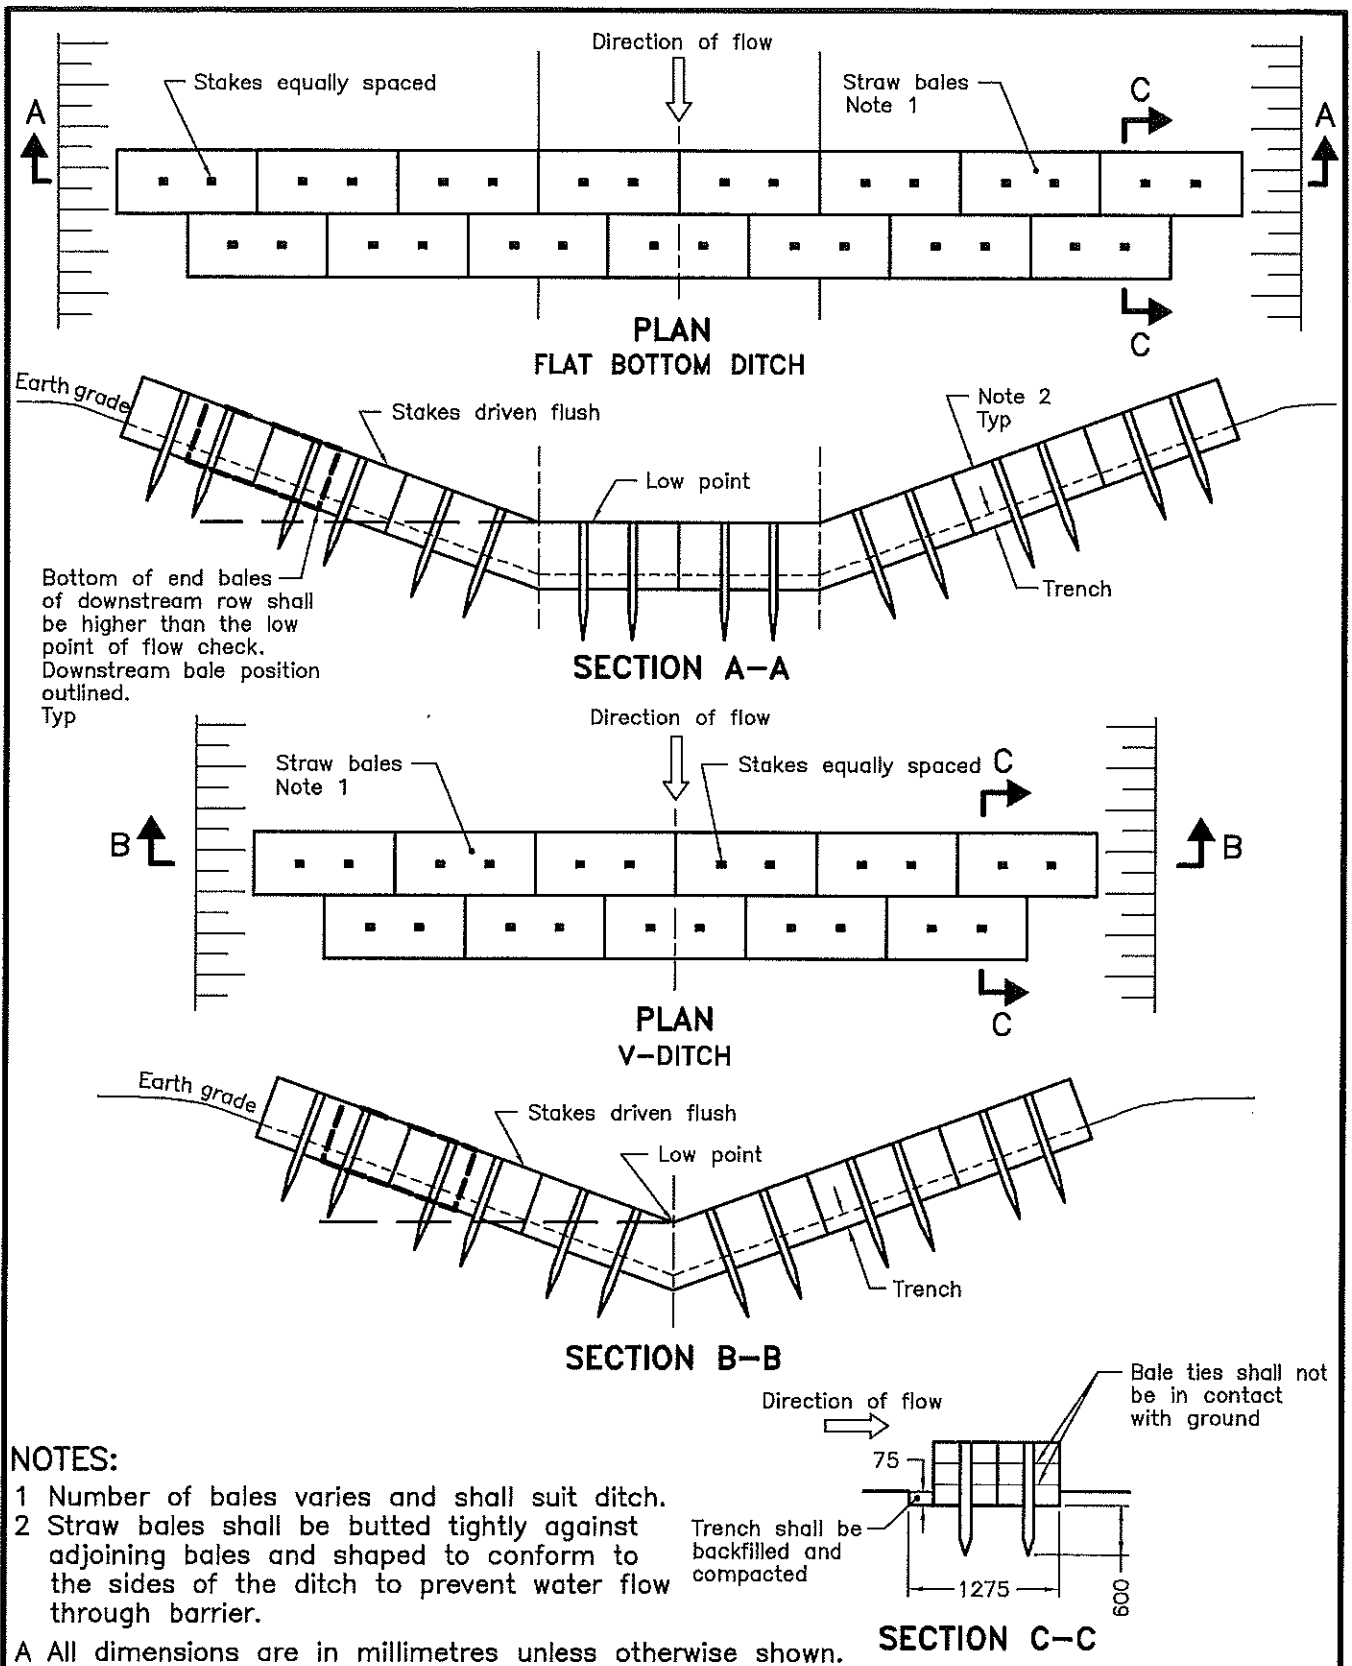 Direction of flow
Stakes equally spaced
Straw bales
Note 1
C
A
A
C
PLAN
FLAT BOTTOM DITCH
Earth grade
Stakes driven flush
Note 2
Typ
Low point
Trench
Bottom of end bales
of downstream row shall
be higher than the low
point of flow check.
Downstream bale position
outlined.
Typ
SECTION A-A
Direction of flow
Straw bales
Note 1
Stakes equally spaced
C
B
B
C
PLAN
V-DITCH
Earth grade
Stakes driven flush
Low point
Trench
SECTION B-B
Direction of flow
Bale ties shall not
be in contact
with ground
75
Trench shall be
backfilled and
compacted
1275
600
SECTION C-C
NOTES:
1 Number of bales varies and shall suit ditch.
2 Straw bales shall be butted tightly against
adjoining bales and shaped to conform to
the sides of the ditch to prevent water flow
through barrier.
A All dimensions are in millimetres unless otherwise shown.